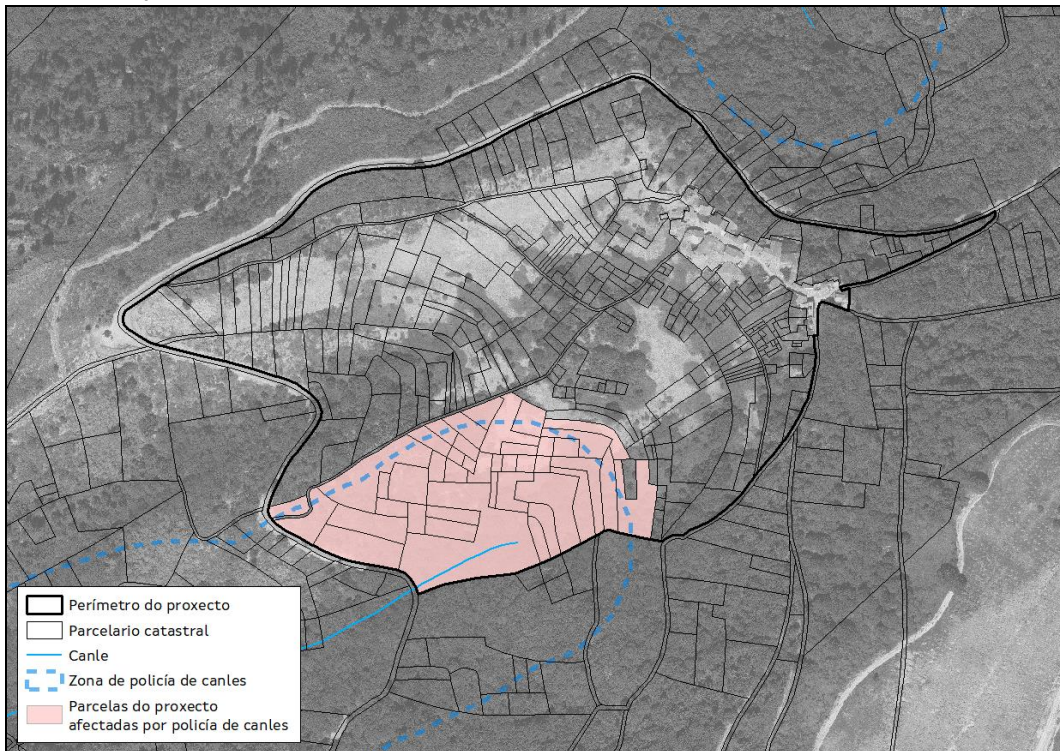 Perímetro do proxecto
Parcelario catastral
Canle
Zona de policía de canles
Parcelas do proxecto
afectadas por policía de canles